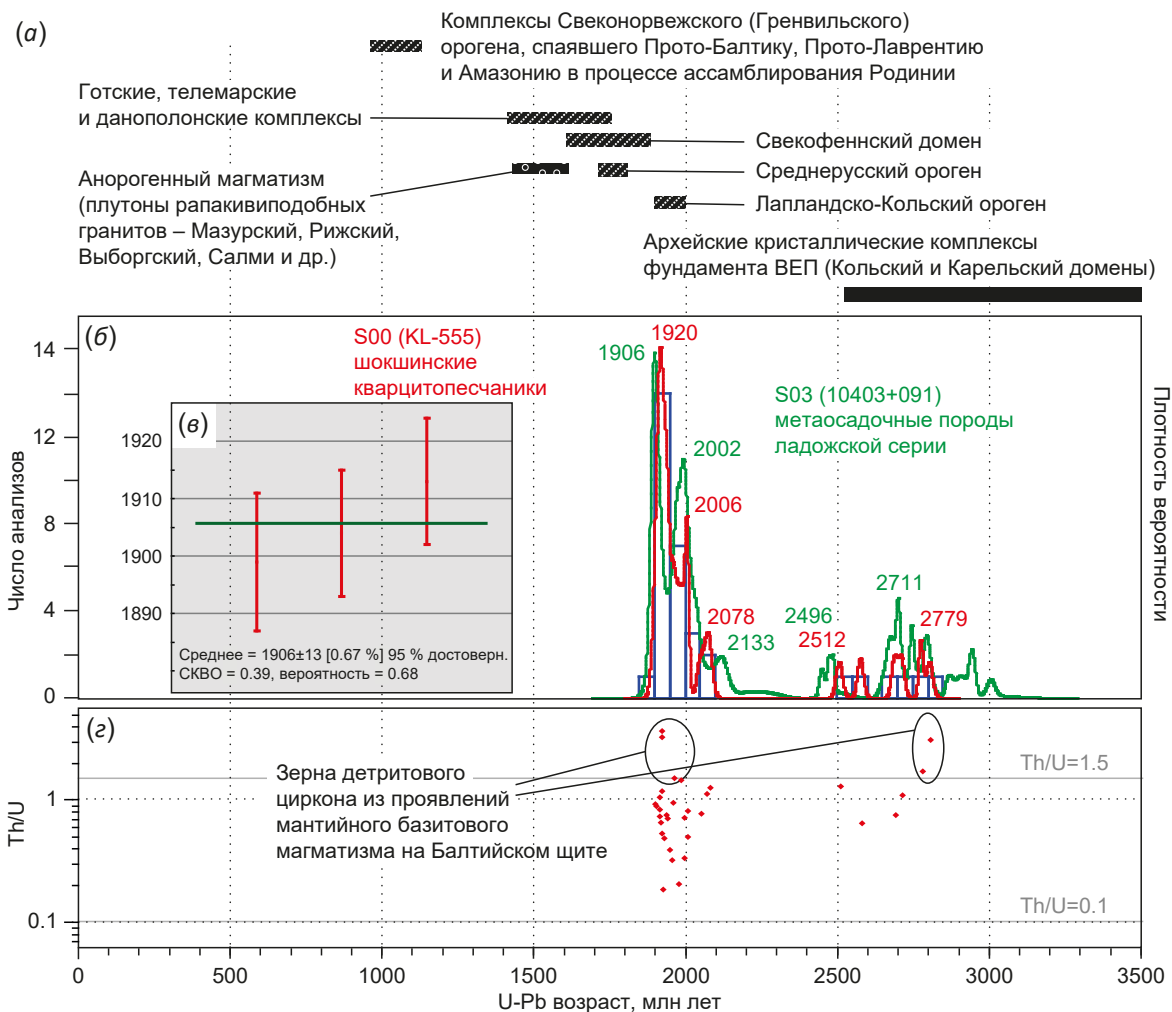 (а)
Комплексы Свеконорвежского (Гренвильского)
орогена, спаявшего Прото-Балтику, Прото-Лаврентию
и Амазонию в процессе ассамблирования Родинии
Готские, телемарские
и данополонские комплексы
Свекофеннский домен
Анорогенный магматизм
(плутоны рапакивиподобных
гранитов – Мазурский, Рижский,
Выборгский, Салми и др.)
Среднерусский ороген
Лапландско-Кольский ороген
Архейские кристаллические комплексы
фундамента ВЕП (Кольский и Карельский домены)
(б)
S00 (KL-555)
шокшинские
кварцитопесчаники
1906
1920
2002
2006
2078
2133
S03 (10403+091)
метаосадочные породы
ладожской серии
2496
2512
2711
2779
14
12
10
8
6
4
2
0
Число анализов
Плотность вероятности
(в)
1920
1910
1900
1890
Среднее = 1906±13 [0.67 %] 95 % достоверн.
СКВО = 0.39, вероятность = 0.68
(г)
Зерна детритового
циркона из проявлений
мантийного базитового
магматизма на Балтийском щите
Th/U=1.5
Th/U=0.1
1
0.1
Th/U
0
500
1000
1500
2000
2500
3000
3500
U-Pb возраст, млн лет